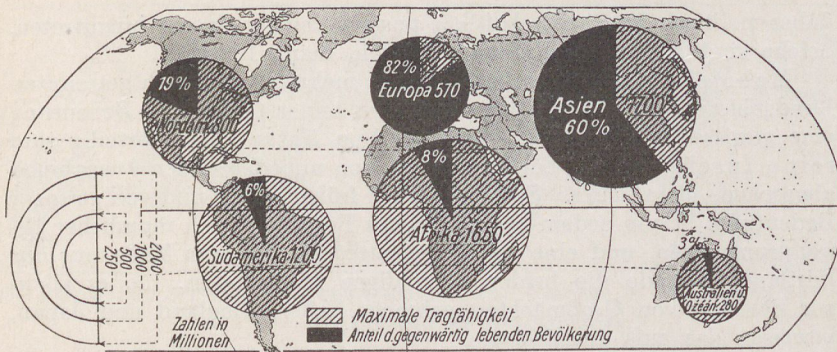 19%
Nordam. 800
82%
Europa 570
Asien
1700
60%
6%
Südamerika 1200
8%
Afrika 1650
3%
Australien u.
Ozean. 280
250
500
1000
2000
Zahlen in
Millionen
Maximale Tragfähigkeit
Anteil d. gegenwärtig lebenden Bevölkerung